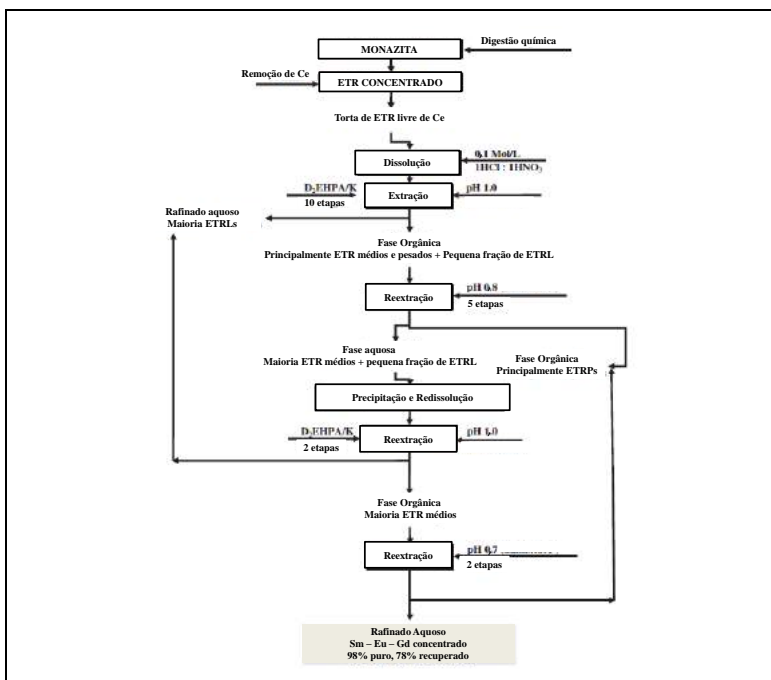 MONAZITA
Digestão química
Remoção de Ce
ETR CONCENTRADO
Torta de ETR livre de Ce
Dissolução
0,1 Mol/L
1HCl : 1HNO3
D2EHPA/K
10 etapas
Extração
pH 1.0
Rafinado aquoso
Maioria ETRLs
Fase Orgânica
Principalmente ETR médios e pesados + Pequena fração de ETRL
Reextração
pH 0.8
5 etapas
Fase aquosa
Maioria ETR médios + pequena fração de ETRL
Fase Orgânica
Principalmente ETRPs
Precipitação e Redissolução
D2EHPA/K
2 etapas
Reextração
pH 1.0
Fase Orgânica
Maioria ETR médios
Reextração
pH 0.7
2 etapas
Rafinado Aquoso
Sm – Eu – Gd concentrado
98% puro, 78% recuperado